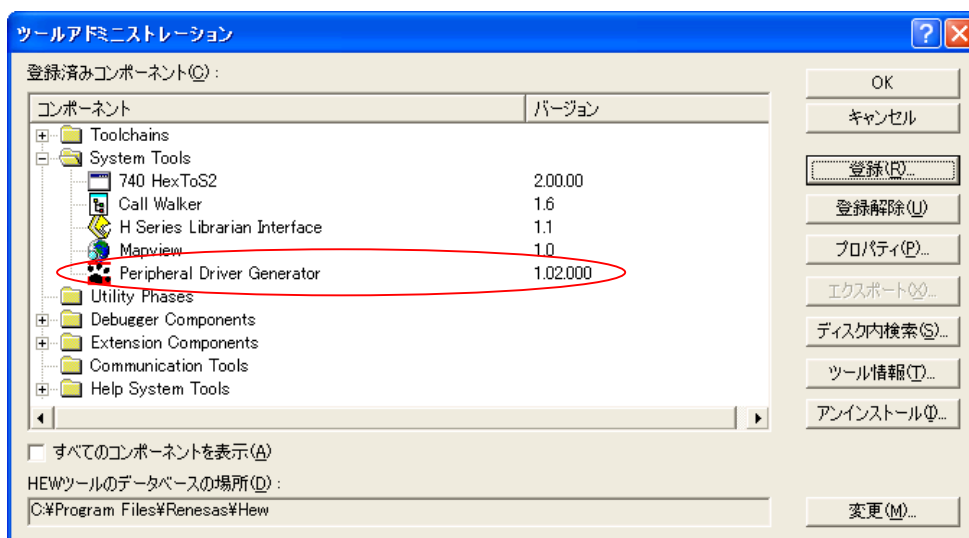 ツールアドミニストレーション
登録済みコンポーネント(C):
コンポーネント バージョン
Toolchains
System Tools
740 HexToS2 2.00.00
Call Walker 1.6
H Series Librarian Interface 1.1
Mapview 1.0
Peripheral Driver Generator 1.02.000
Utility Phases
Debugger Components
Extension Components
Communication Tools
Help System Tools
すべてのコンポーネントを表示(A)
HEWツールのデータベースの場所(D):
C:¥Program Files¥Renesas¥Hew
OK
キャンセル
登録(R)...
登録解除(U)
プロパティ(P)...
エクスポート(X)...
ディスク内検索(S)...
ツール情報(T)...
アンインストール(I)...
変更(M)...